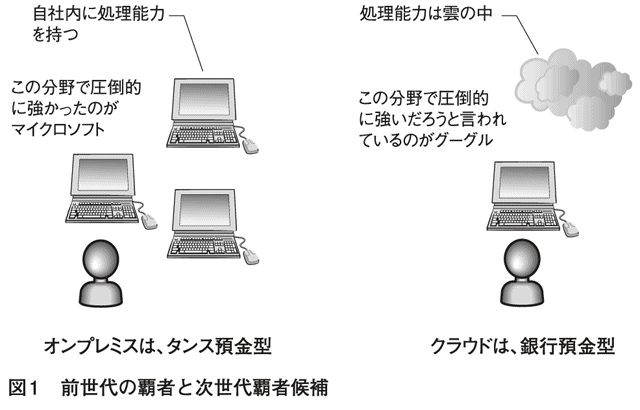 自社内に処理能力
を持つ
この分野で圧倒的
に強かったのが
マイクロソフト
オンプレミスは、タンス預金型
処理能力は雲の中
この分野で圧倒的
に強いだろうと言われ
ているのがグーグル
クラウドは、銀行預金型
図1 前世代の覇者と次世代覇者候補